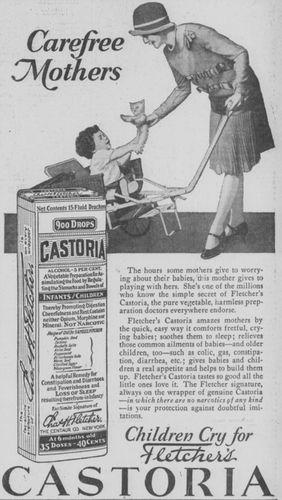 Carefree
Mothers
Net Contents 15 Fluid Drachms
900 DROPS
CASTORIA
ALCOHOL-3 PER CENT.
A Vegetable Preparation for As-
similating the Food by Regula-
ting the Stomachs and Bowels of
INFANTS/CHILDREN
Thereby Promoting Digestion
Cheerfulness and Rest Contains
neither Opium, Morphine nor
Mineral. NOT NARCOTIC
A helpful Remedy for
Constipation and Diarrhoea
and Feverishness and
LOSS OF SLEEP
resulting therefrom in Infancy
Fac Simile Signature of
Chas. H. Fletcher.
THE CENTAUR CO. NEW YORK.
At 6 months old
35 DOSES - 40 CENTS
The hours some mothers give to worry-
ing about their babies, this mother gives to
playing with hers. She's one of the millions
who know the simple secret of Fletcher's
Castoria, the pure vegetable, harmless prep-
aration doctors everywhere endorse.
Fletcher's Castoria amazes mothers by
the quick, easy way it comforts fretful, cry-
ing babies; soothes them to sleep; relieves
those common ailments of babies—and older
children, too—such as colic, gas, constipa-
tion, diarrhea, etc.; gives babies and chil-
dren a real appetite and helps to build them
up. Fletcher's Castoria tastes so good all the
little ones love it. The Fletcher signature,
always on the wrapper of genuine Castoria
—in which there are no narcotics of any kind
—is your protection against doubtful imi-
tations.
Children Cry for
Fletcher's
CASTORIA